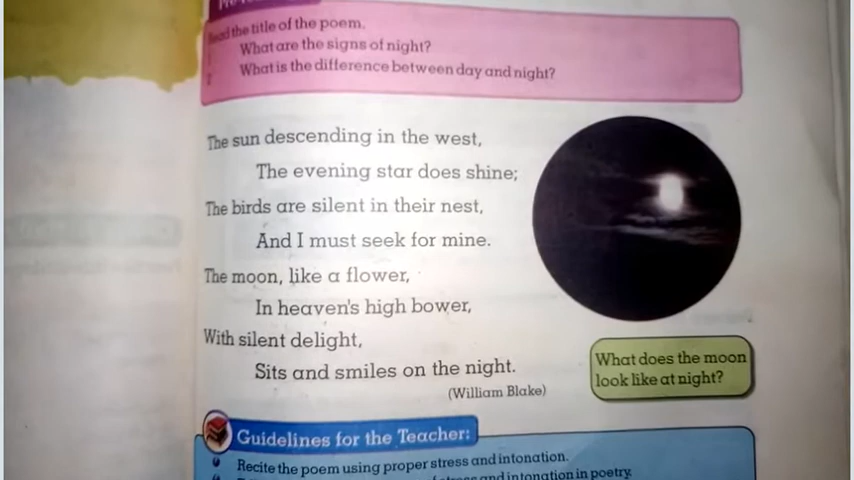 Read the title of the poem.
What are the signs of night?
What is the difference between day and night?
The sun descending in the west,
The evening star does shine;
The birds are silent in their nest,
And I must seek for mine.
The moon, like a flower,
In heaven's high bower,
With silent delight,
Sits and smiles on the night.
(William Blake)
What does the moon
look like at night?
Guidelines for the Teacher:
Recite the poem using proper stress and intonation.
and intonation in poetry.